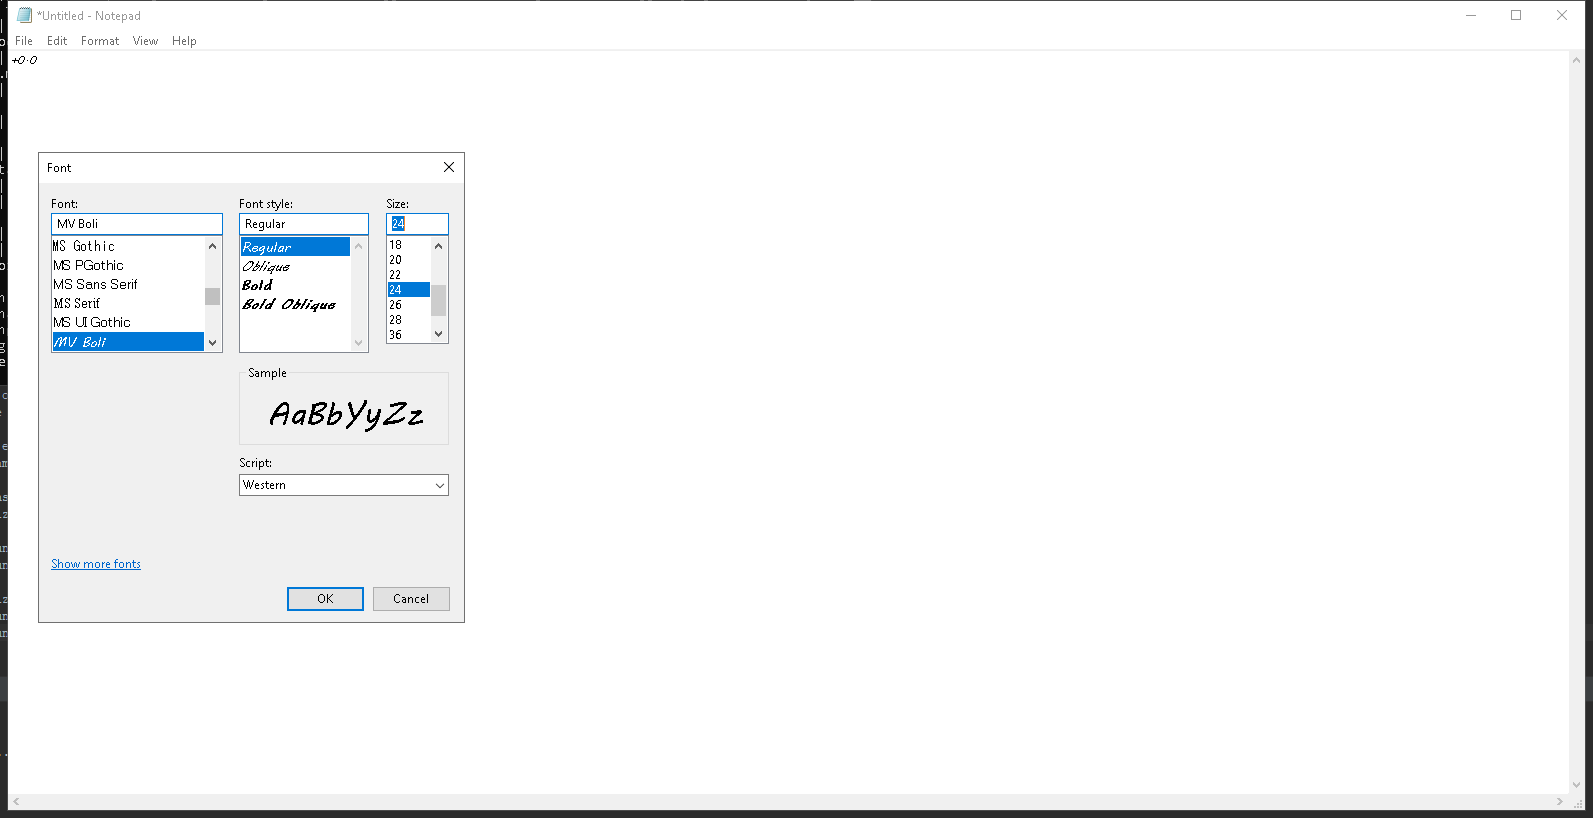 *Untitled - Notepad
File Edit Format View Help
+0·0
Font
Font:
MV Boli
MS Gothic
MS PGothic
MS Sans Serif
MS Serif
MS UI Gothic
MV Boli
Font style:
Regular
Regular
Oblique
Bold
Bold Oblique
Size:
24
18
20
22
24
26
28
36
Sample
AaBbYyZz
Script:
Western
Show more fonts
OK Cancel